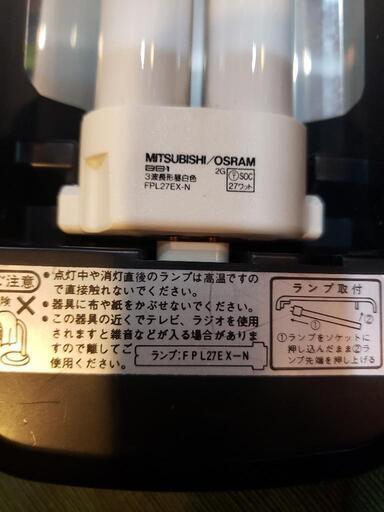 MITSUBISHI/OSRAM
BB1 2G
3波長形昼白色
FPL27EX-N
Ⓣ SOC
27ワット
ご注意
・点灯中や消灯直後のランプは高温ですので直接触れないでください。
・器具に布や紙をかぶせないでください。
・この器具の近くでテレビ、ラジオを使用
されますと雑音などが入る場合がありま
すので離してご
使用ください。
険
ランプ:FPL27EX-N
ランプ取付
①
②
①ランプをソケットに
押し込んだまま②ラ
ンプ先端を押し上げる